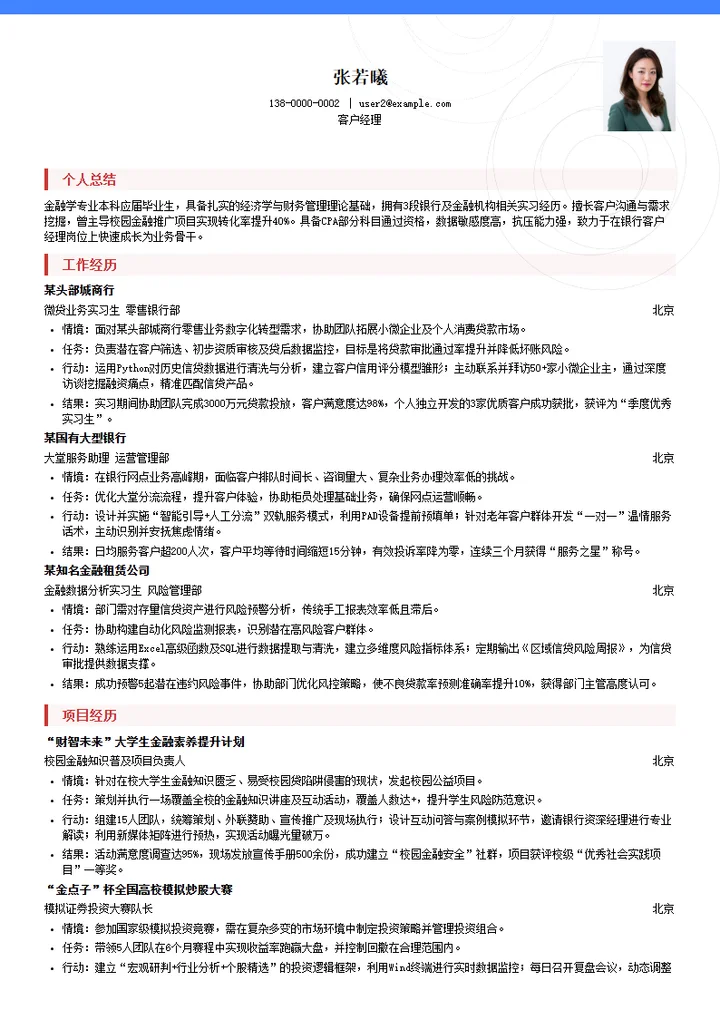 张若曦
138-0000-0002 | user2@example.com
客户经理
个人总结
金融学专业本科应届毕业生，具备扎实的经济学与财务管理理论基础，拥有3段银行及金融机构相关实习经历。擅长客户沟通与需求
挖掘，曾主导校园金融推广项目实现转化率提升40%。具备CPA部分科目通过资格，数据敏感度高，抗压能力强，致力于在银行客户
经理岗位上快速成长为业务骨干。
工作经历
某头部城商行
微贷业务实习生 零售银行部 北京
• 情境：面对某头部城商行零售业务数字化转型需求，协助团队拓展小微企业及个人消费贷款市场。
• 任务：负责潜在客户筛选、初步资质审核及贷后数据监控，目标是将贷款审批通过率提升并降低坏账风险。
• 行动：运用Python对历史信贷数据进行清洗与分析，建立客户信用评分模型雏形；主动联系并拜访50+家小微企业主，通过深度
访谈挖掘融资痛点，精准匹配信贷产品。
• 结果：实习期间协助团队完成3000万元贷款投放，客户满意度达98%，个人独立开发的3家优质客户成功获批，获评为“季度优秀
实习生”。
某国有大型银行
大堂服务助理 运营管理部 北京
• 情境：在银行网点业务高峰期，面临客户排队时间长、咨询量大、复杂业务办理效率低的挑战。
• 任务：优化大堂分流流程，提升客户体验，协助柜员处理基础业务，确保网点运营顺畅。
• 行动：设计并实施“智能引导+人工分流”双轨服务模式，利用PAD设备提前预填单；针对老年客户群体开发“一对一”温情服务
话术，主动识别并安抚焦虑情绪。
• 结果：日均服务客户超200人次，客户平均等待时间缩短15分钟，有效投诉率降为零，连续三个月获得“服务之星”称号。
某知名金融租赁公司
金融数据分析实习生 风险管理部 北京
• 情境：部门需对存量信贷资产进行风险预警分析，传统手工报表效率低且滞后。
• 任务：协助构建自动化风险监测报表，识别潜在高风险客户群体。
• 行动：熟练运用Excel高级函数及SQL进行数据提取与清洗，建立多维度风险指标体系；定期输出《区域信贷风险周报》，为信贷
审批提供数据支撑。
• 结果：成功预警5起潜在违约风险事件，协助部门优化风控策略，使不良贷款率预测准确率提升10%，获得部门主管高度认可。
项目经历
“财智未来”大学生金融素养提升计划
校园金融知识普及项目负责人 北京
• 情境：针对在校大学生金融知识匮乏、易受校园贷陷阱侵害的现状，发起校园公益项目。
• 任务：策划并执行一场覆盖全校的金融知识讲座及互动活动，覆盖人数达+，提升学生风险防范意识。
• 行动：组建15人团队，统筹策划、外联赞助、宣传推广及现场执行；设计互动问答与案例模拟环节，邀请银行资深经理进行专业
解读；利用新媒体矩阵进行预热，实现活动曝光量破万。
• 结果：活动满意度调查达95%，现场发放宣传手册500余份，成功建立“校园金融安全”社群，项目获评校级“优秀社会实践项
目”一等奖。
“金点子”杯全国高校模拟炒股大赛
模拟证券投资大赛队长 北京
• 情境：参加国家级模拟投资竞赛，需在复杂多变的市场环境中制定投资策略并管理投资组合。
• 任务：带领5人团队在6个月赛程中实现收益率跑赢大盘，并控制回撤在合理范围内。
• 行动：建立“宏观研判+行业分析+个股精选”的投资逻辑框架，利用Wind终端进行实时数据监控；每日召开复盘会议，动态调整